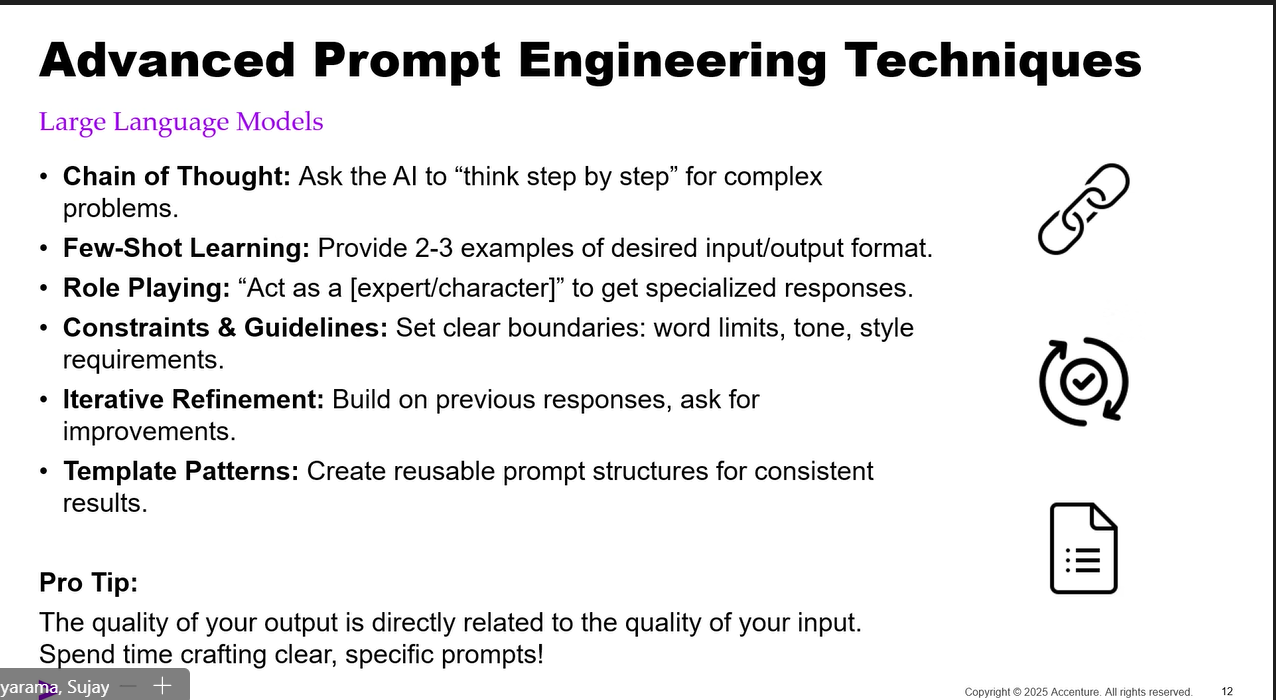 Advanced Prompt Engineering Techniques
Large Language Models
• Chain of Thought: Ask the AI to “think step by step” for complex
problems.
• Few-Shot Learning: Provide 2-3 examples of desired input/output format.
• Role Playing: “Act as a [expert/character]” to get specialized responses.
• Constraints & Guidelines: Set clear boundaries: word limits, tone, style
requirements.
• Iterative Refinement: Build on previous responses, ask for
improvements.
• Template Patterns: Create reusable prompt structures for consistent
results.
Pro Tip:
The quality of your output is directly related to the quality of your input.
Spend time crafting clear, specific prompts!
yarama, Sujay
Copyright © 2025 Accenture. All rights reserved. 12